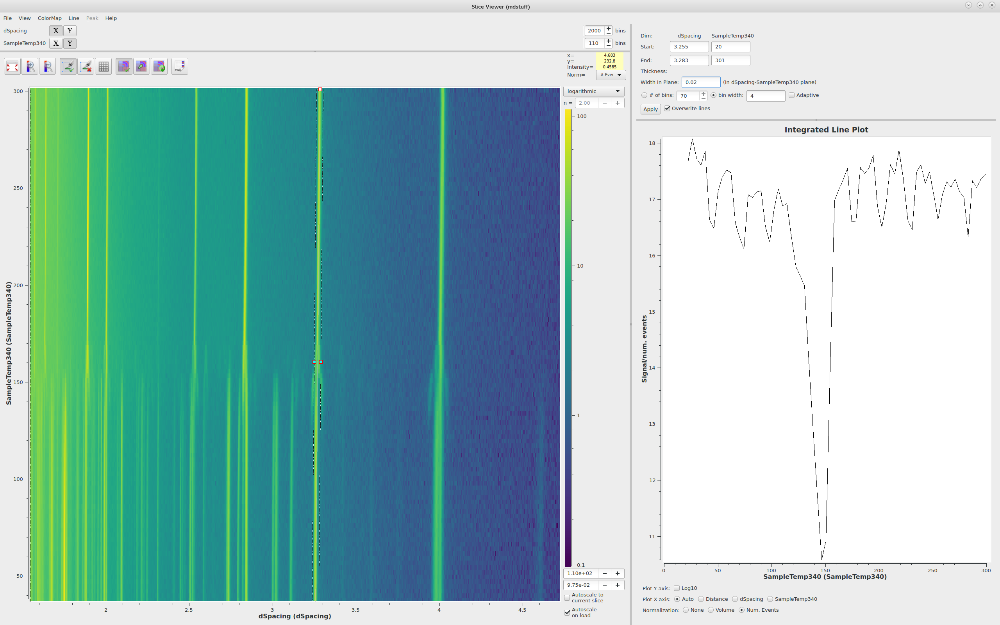 Slice Viewer (mdstuff)
File View ColorMap Line Peak Help
dSpacing X Y 2000 bins
SampleTemp340 X Y 110 bins
x= 4.683
y= 232.8
Intensity= 0.4585
Norm= # Ever
Peak
logarithmic
n = 2.00
300
250
200
150
100
50
SampleTemp340 (SampleTemp340)
2 2.5 3 3.5 4 4.5
dSpacing (dSpacing)
100
10
1
0.1
1.10e+02
9.75e-02
Autoscale to
current slice
Autoscale
on load
Dim: dSpacing SampleTemp340
Start: 3.255 20
End: 3.283 301
Thickness:
Width in Plane: 0.02 (in dSpacing-SampleTemp340 plane)
# of bins: 70 bin width: 4 Adaptive
Apply Overwrite lines
Integrated Line Plot
18
17
16
15
14
13
12
11
Signal/num. events
0 50 100 150 200 250 300
SampleTemp340 (SampleTemp340)
Plot Y axis: Log10
Plot X axis: Auto Distance dSpacing SampleTemp340
Normalization: None Volume Num. Events